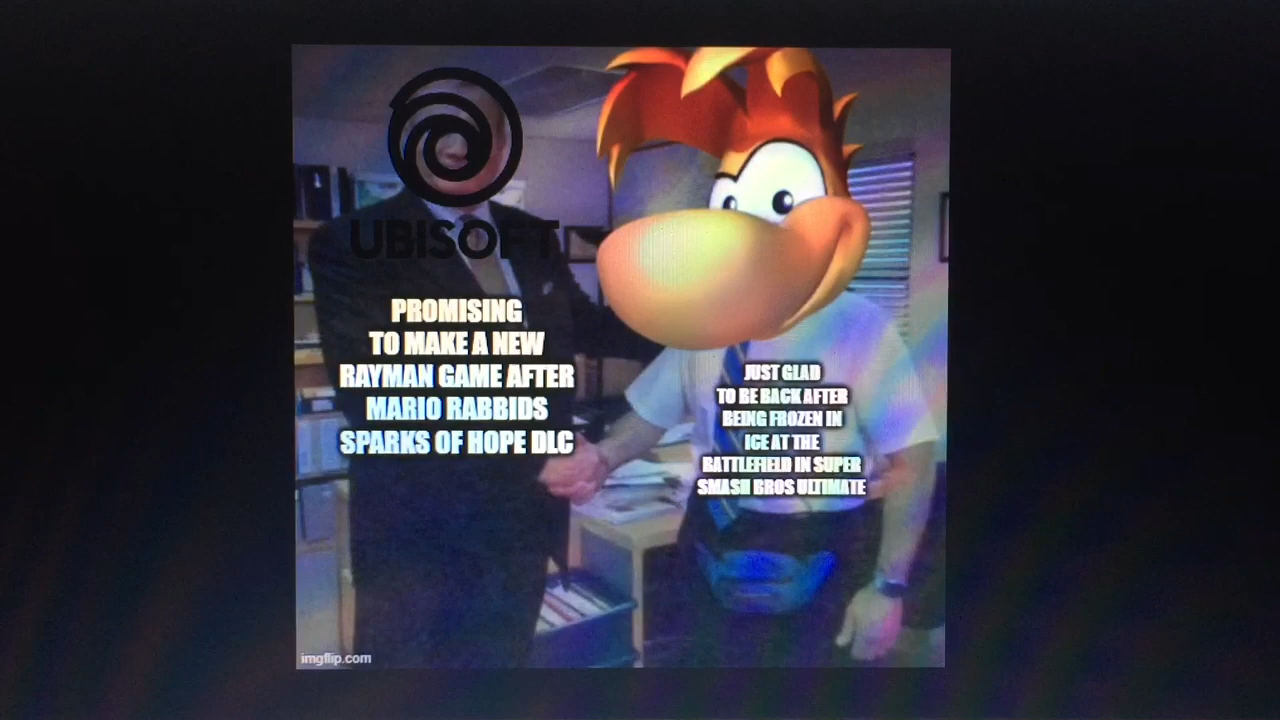 UBISOFT
PROMISING
TO MAKE A NEW
RAYMAN GAME AFTER
MARIO RABBIDS
SPARKS OF HOPE DLC
JUST GLAD
TO BE BACK AFTER
BEING FROZEN IN
ICE AT THE
BATTLEFIELD IN SUPER
SMASH BROS ULTIMATE
imgflip.com